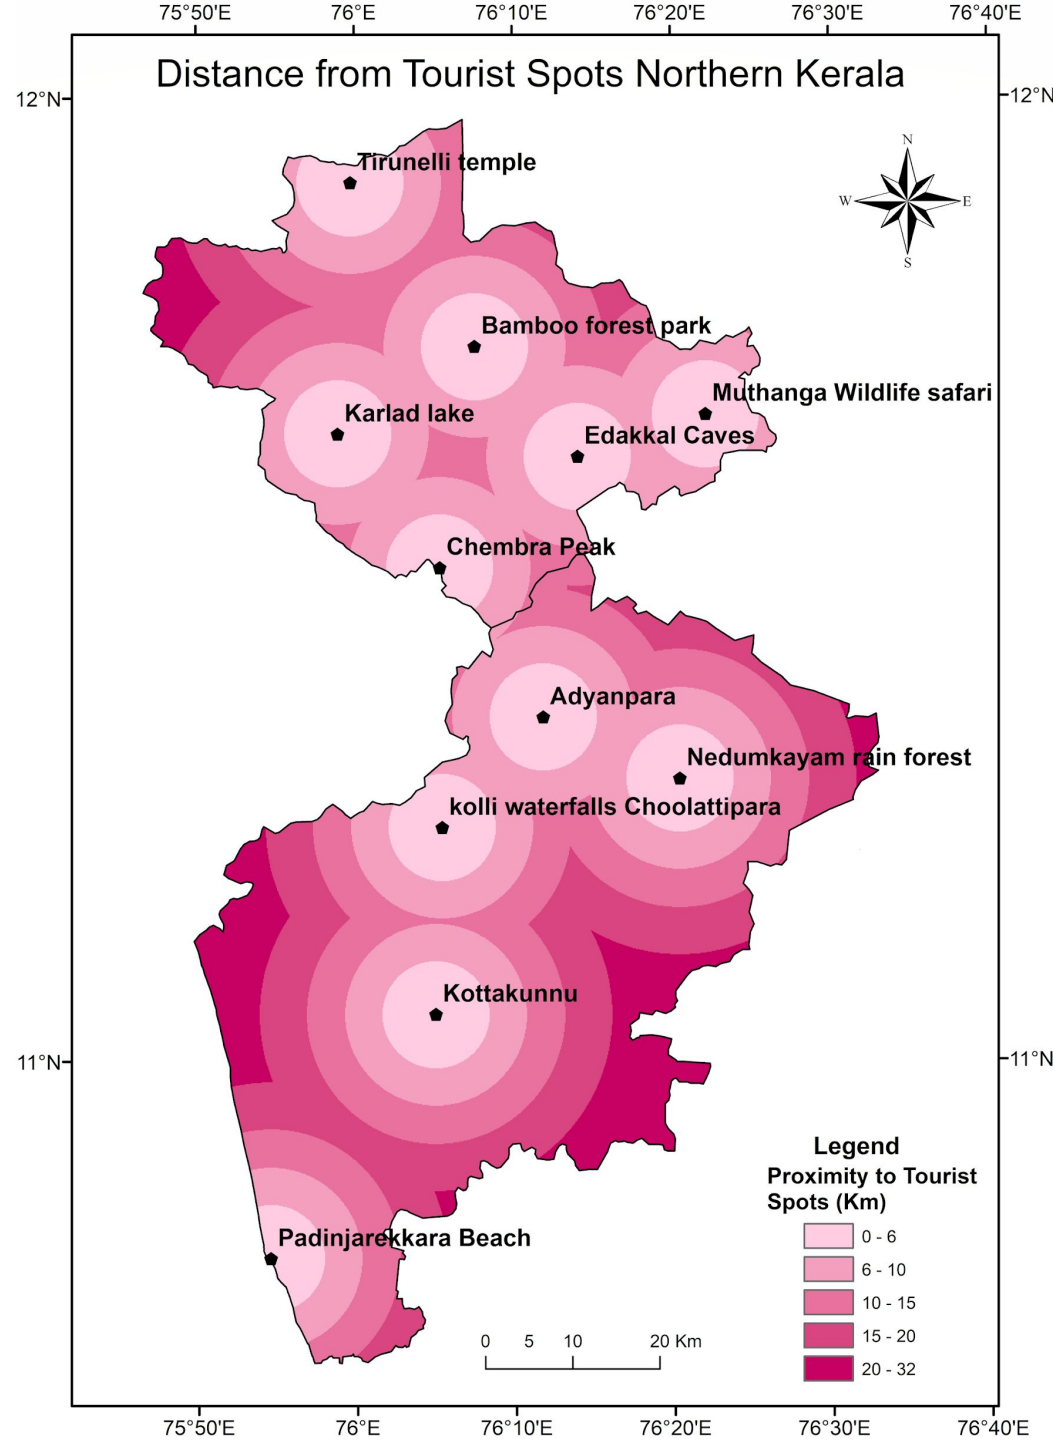 75°50'E 76°E 76°10'E 76°20'E 76°30'E 76°40'E
Distance from Tourist Spots Northern Kerala
12°N 12°N
N
W E
S
Tirunelli temple
Bamboo forest park
Muthanga Wildlife safari
Karlad lake
Edakkal Caves
Chembra Peak
Adyanpara
Nedumkayam rain forest
kolli waterfalls Choolattipara
Kottakunnu
11°N 11°N
Padinjarekkara Beach
Legend
Proximity to Tourist
Spots (Km)
0 - 6
6 - 10
10 - 15
15 - 20
20 - 32
0 5 10 20 Km
75°50'E 76°E 76°10'E 76°20'E 76°30'E 76°40'E